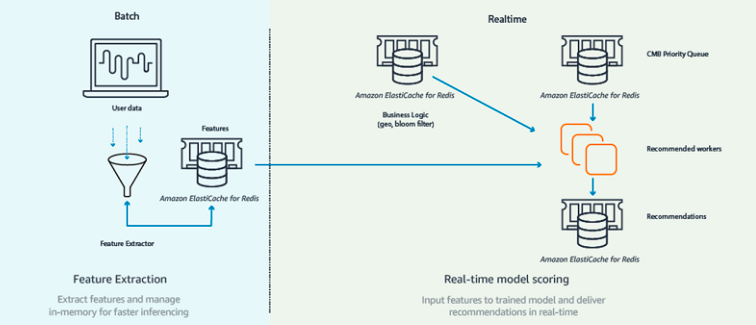 Batch
Realtime
User data
Features
Amazon ElastiCache for Redis
Feature Extractor
Feature Extraction
Extract features and manage
in-memory for faster inferencing
Amazon ElastiCache for Redis
Business Logic
(geo, bloom filter)
CMB Priority Queue
Amazon ElastiCache for Redis
Recommended workers
Recommendations
Amazon ElastiCache for Redis
Real-time model scoring
Input features to trained model and deliver
recommendations in real-time